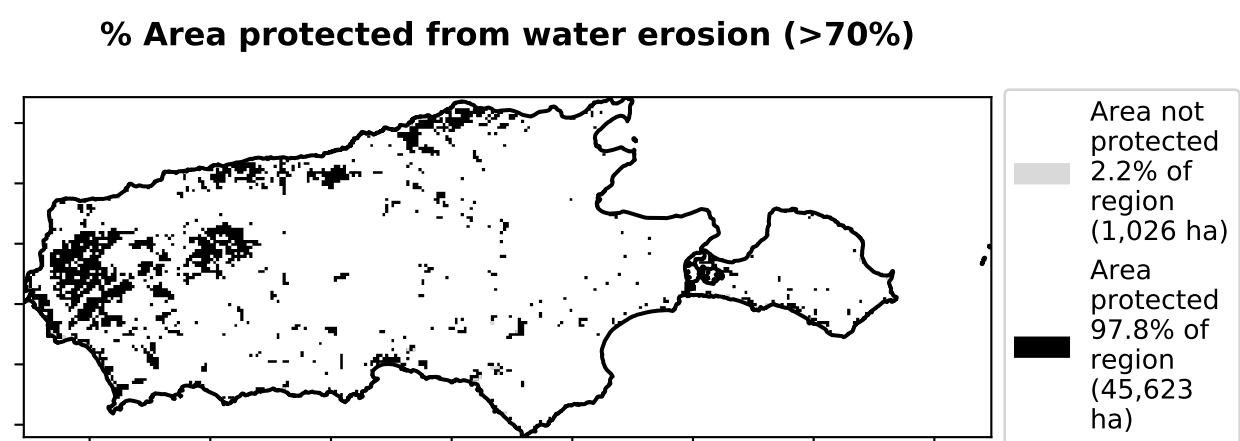 % Area protected from water erosion (>70%)
Area not
protected
2.2% of
region
(1,026 ha)
Area
protected
97.8% of
region
(45,623
ha)